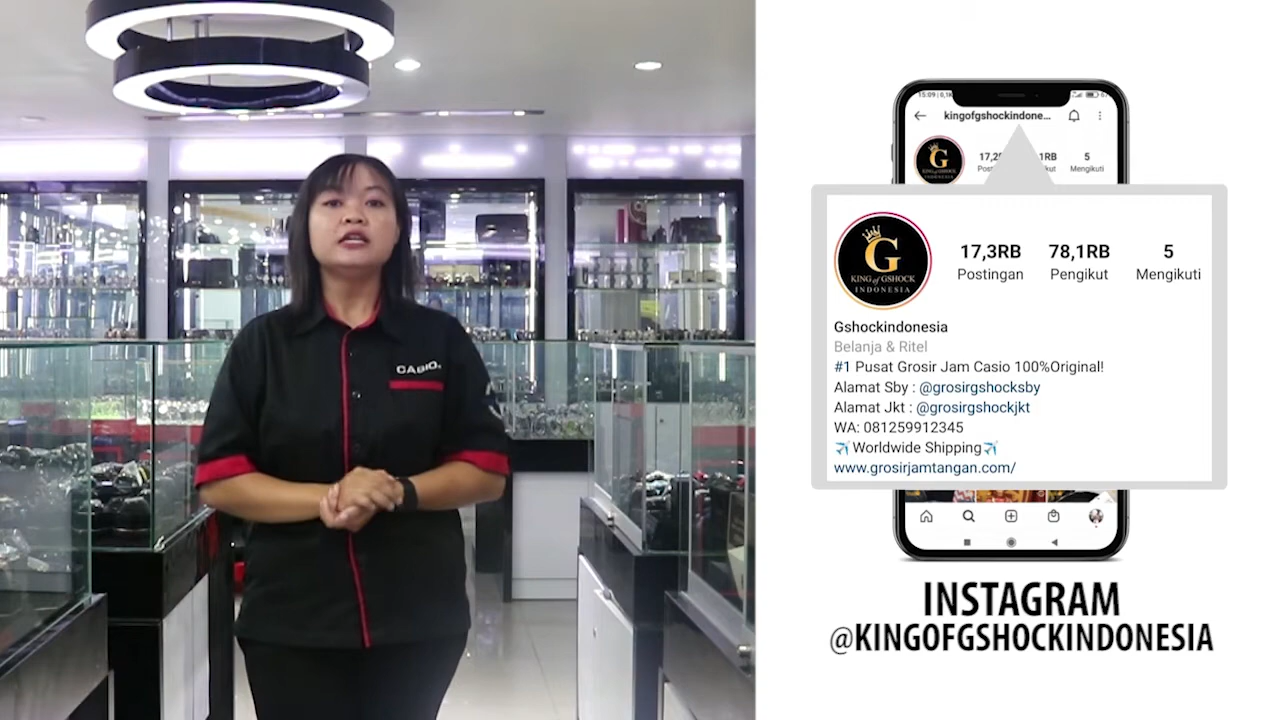 CASIO
kingofgshockindone...
5
Mengikuti
G
KING of GSHOCK
INDONESIA
17,3RB 78,1RB 5
Postingan Pengikut Mengikuti
Gshockindonesia
Belanja & Ritel
#1 Pusat Grosir Jam Casio 100%Original!
Alamat Sby : @grosirgshocksby
Alamat Jkt : @grosirgshockjkt
WA: 081259912345
✈️Worldwide Shipping✈️
www.grosirjamtangan.com/
INSTAGRAM
@KINGOFGSHOCKINDONESIA